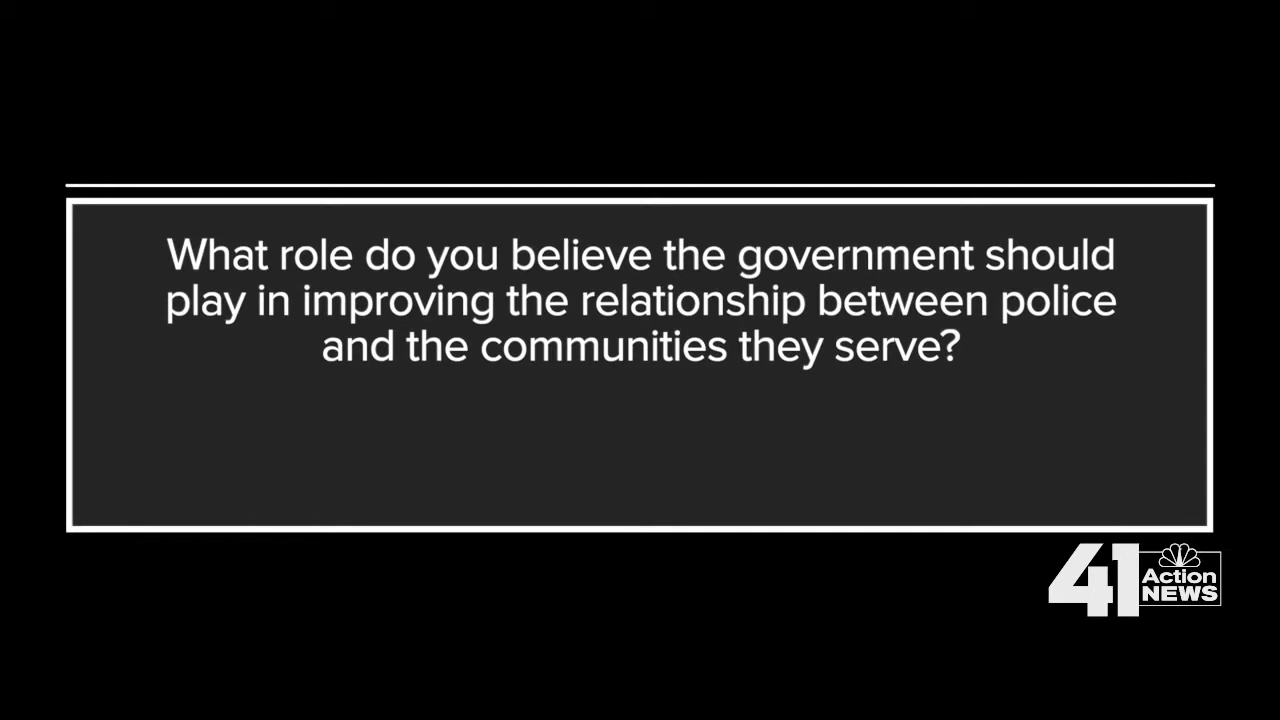 What role do you believe the government should
play in improving the relationship between police
and the communities they serve?
41 Action
NEWS